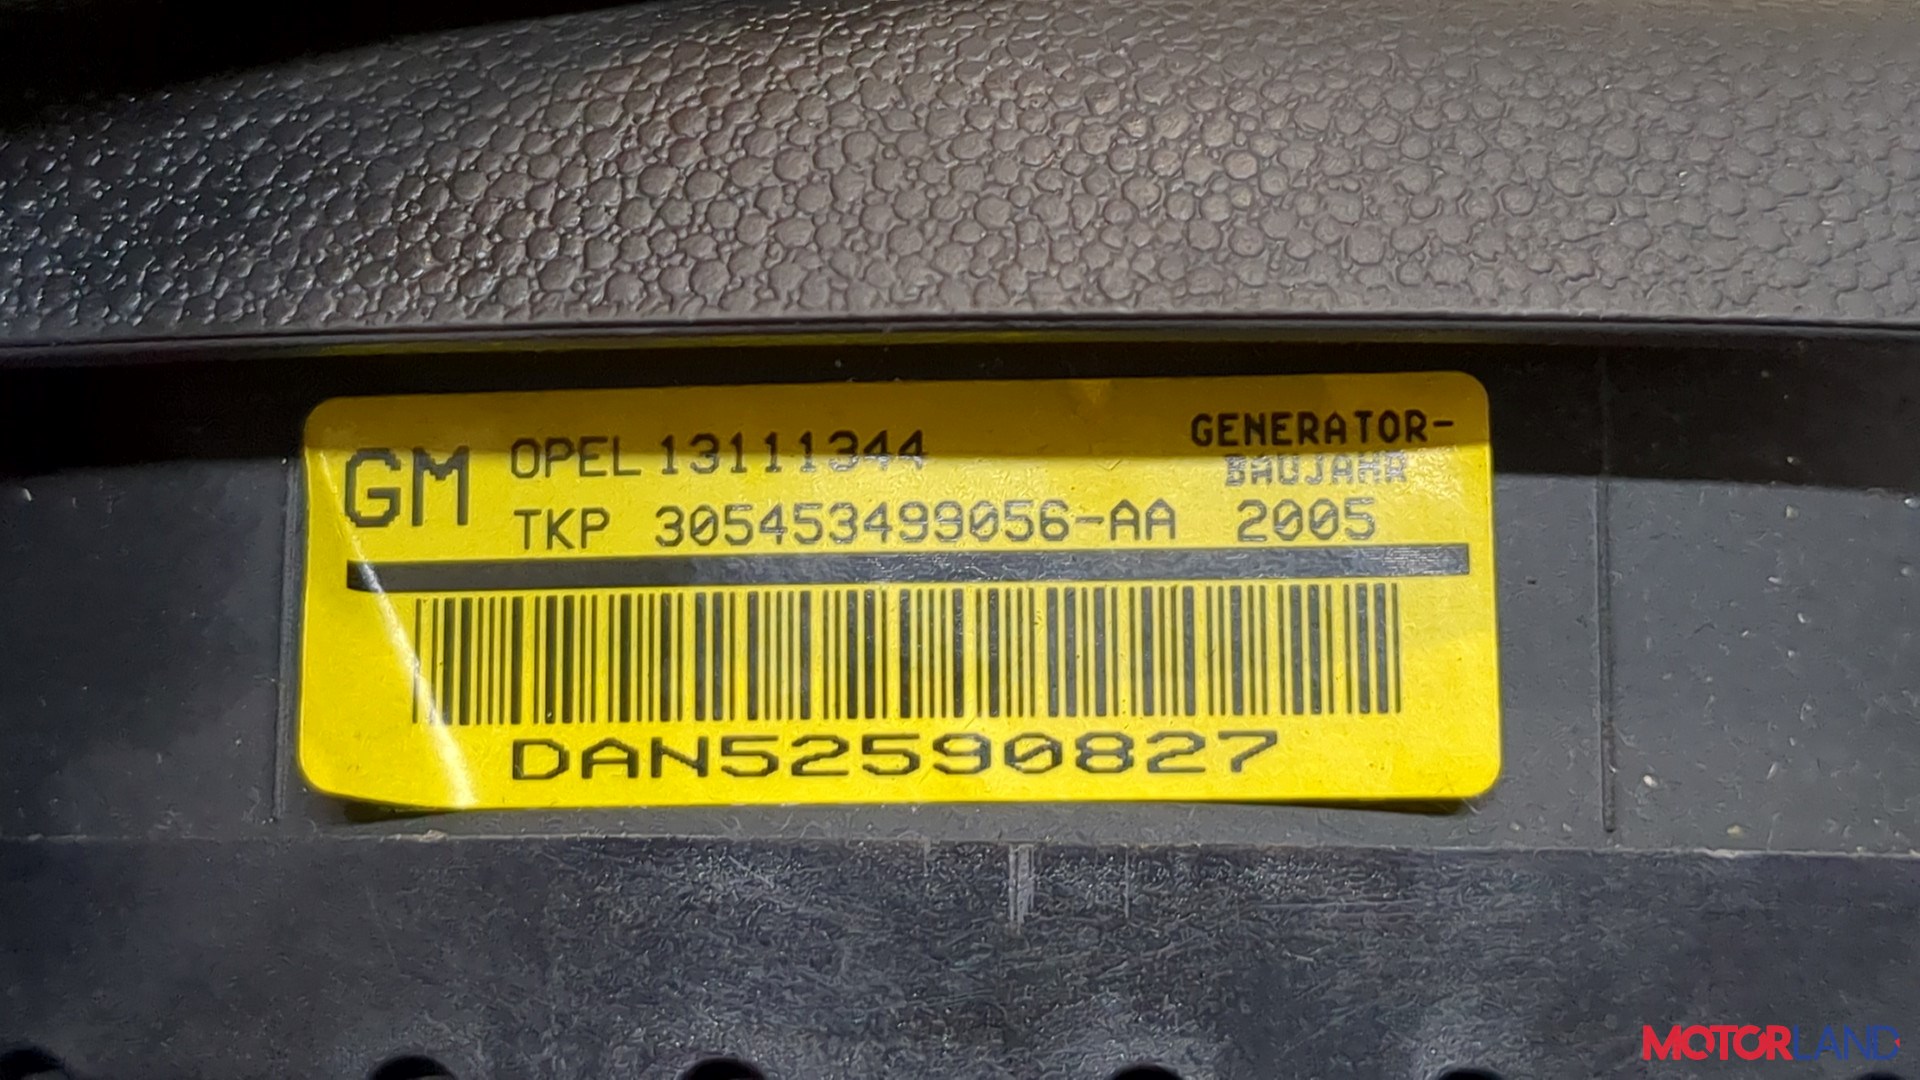 GM OPEL 13111344 GENERATOR-
BAUJAHR
TKP 305453499056-AA 2005
DAN52590827
MOTORLAND